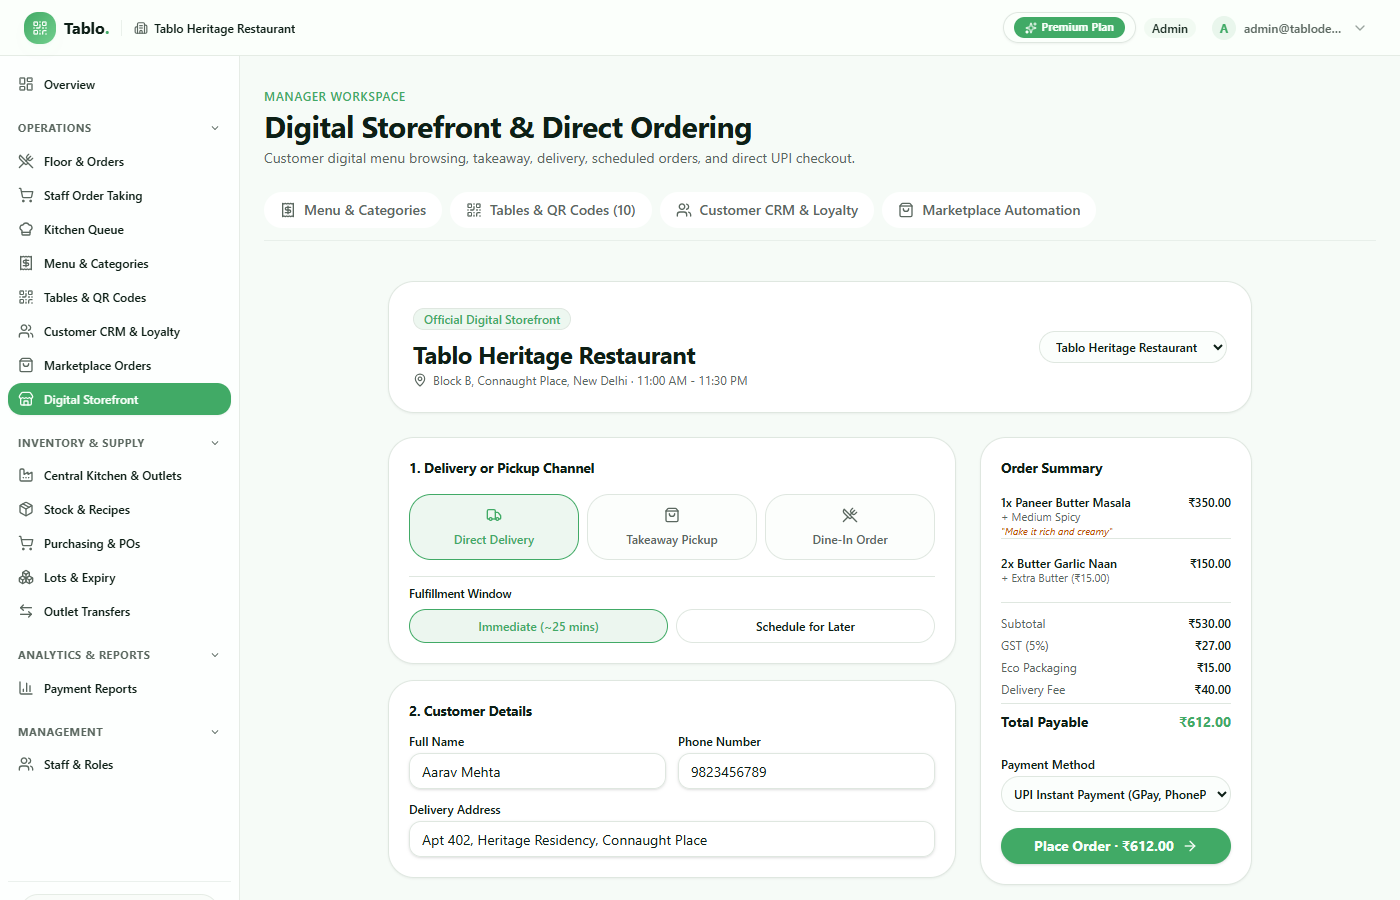 Tablo.
Tablo Heritage Restaurant
Premium Plan
Admin
A
admin@tablode...
Overview
OPERATIONS
Floor & Orders
Staff Order Taking
Kitchen Queue
Menu & Categories
Tables & QR Codes
Customer CRM & Loyalty
Marketplace Orders
Digital Storefront
INVENTORY & SUPPLY
Central Kitchen & Outlets
Stock & Recipes
Purchasing & POs
Lots & Expiry
Outlet Transfers
ANALYTICS & REPORTS
Payment Reports
MANAGEMENT
Staff & Roles
MANAGER WORKSPACE
Digital Storefront & Direct Ordering
Customer digital menu browsing, takeaway, delivery, scheduled orders, and direct UPI checkout.
Menu & Categories
Tables & QR Codes (10)
Customer CRM & Loyalty
Marketplace Automation
Official Digital Storefront
Tablo Heritage Restaurant
Block B, Connaught Place, New Delhi · 11:00 AM - 11:30 PM
Tablo Heritage Restaurant
1. Delivery or Pickup Channel
Direct Delivery
Takeaway Pickup
Dine-In Order
Fulfillment Window
Immediate (~25 mins)
Schedule for Later
2. Customer Details
Full Name
Phone Number
Aarav Mehta
9823456789
Delivery Address
Apt 402, Heritage Residency, Connaught Place
Order Summary
1x Paneer Butter Masala ₹350.00
+ Medium Spicy
"Make it rich and creamy"
2x Butter Garlic Naan ₹150.00
+ Extra Butter (₹15.00)
Subtotal ₹530.00
GST (5%) ₹27.00
Eco Packaging ₹15.00
Delivery Fee ₹40.00
Total Payable ₹612.00
Payment Method
UPI Instant Payment (GPay, PhoneP
Place Order · ₹612.00